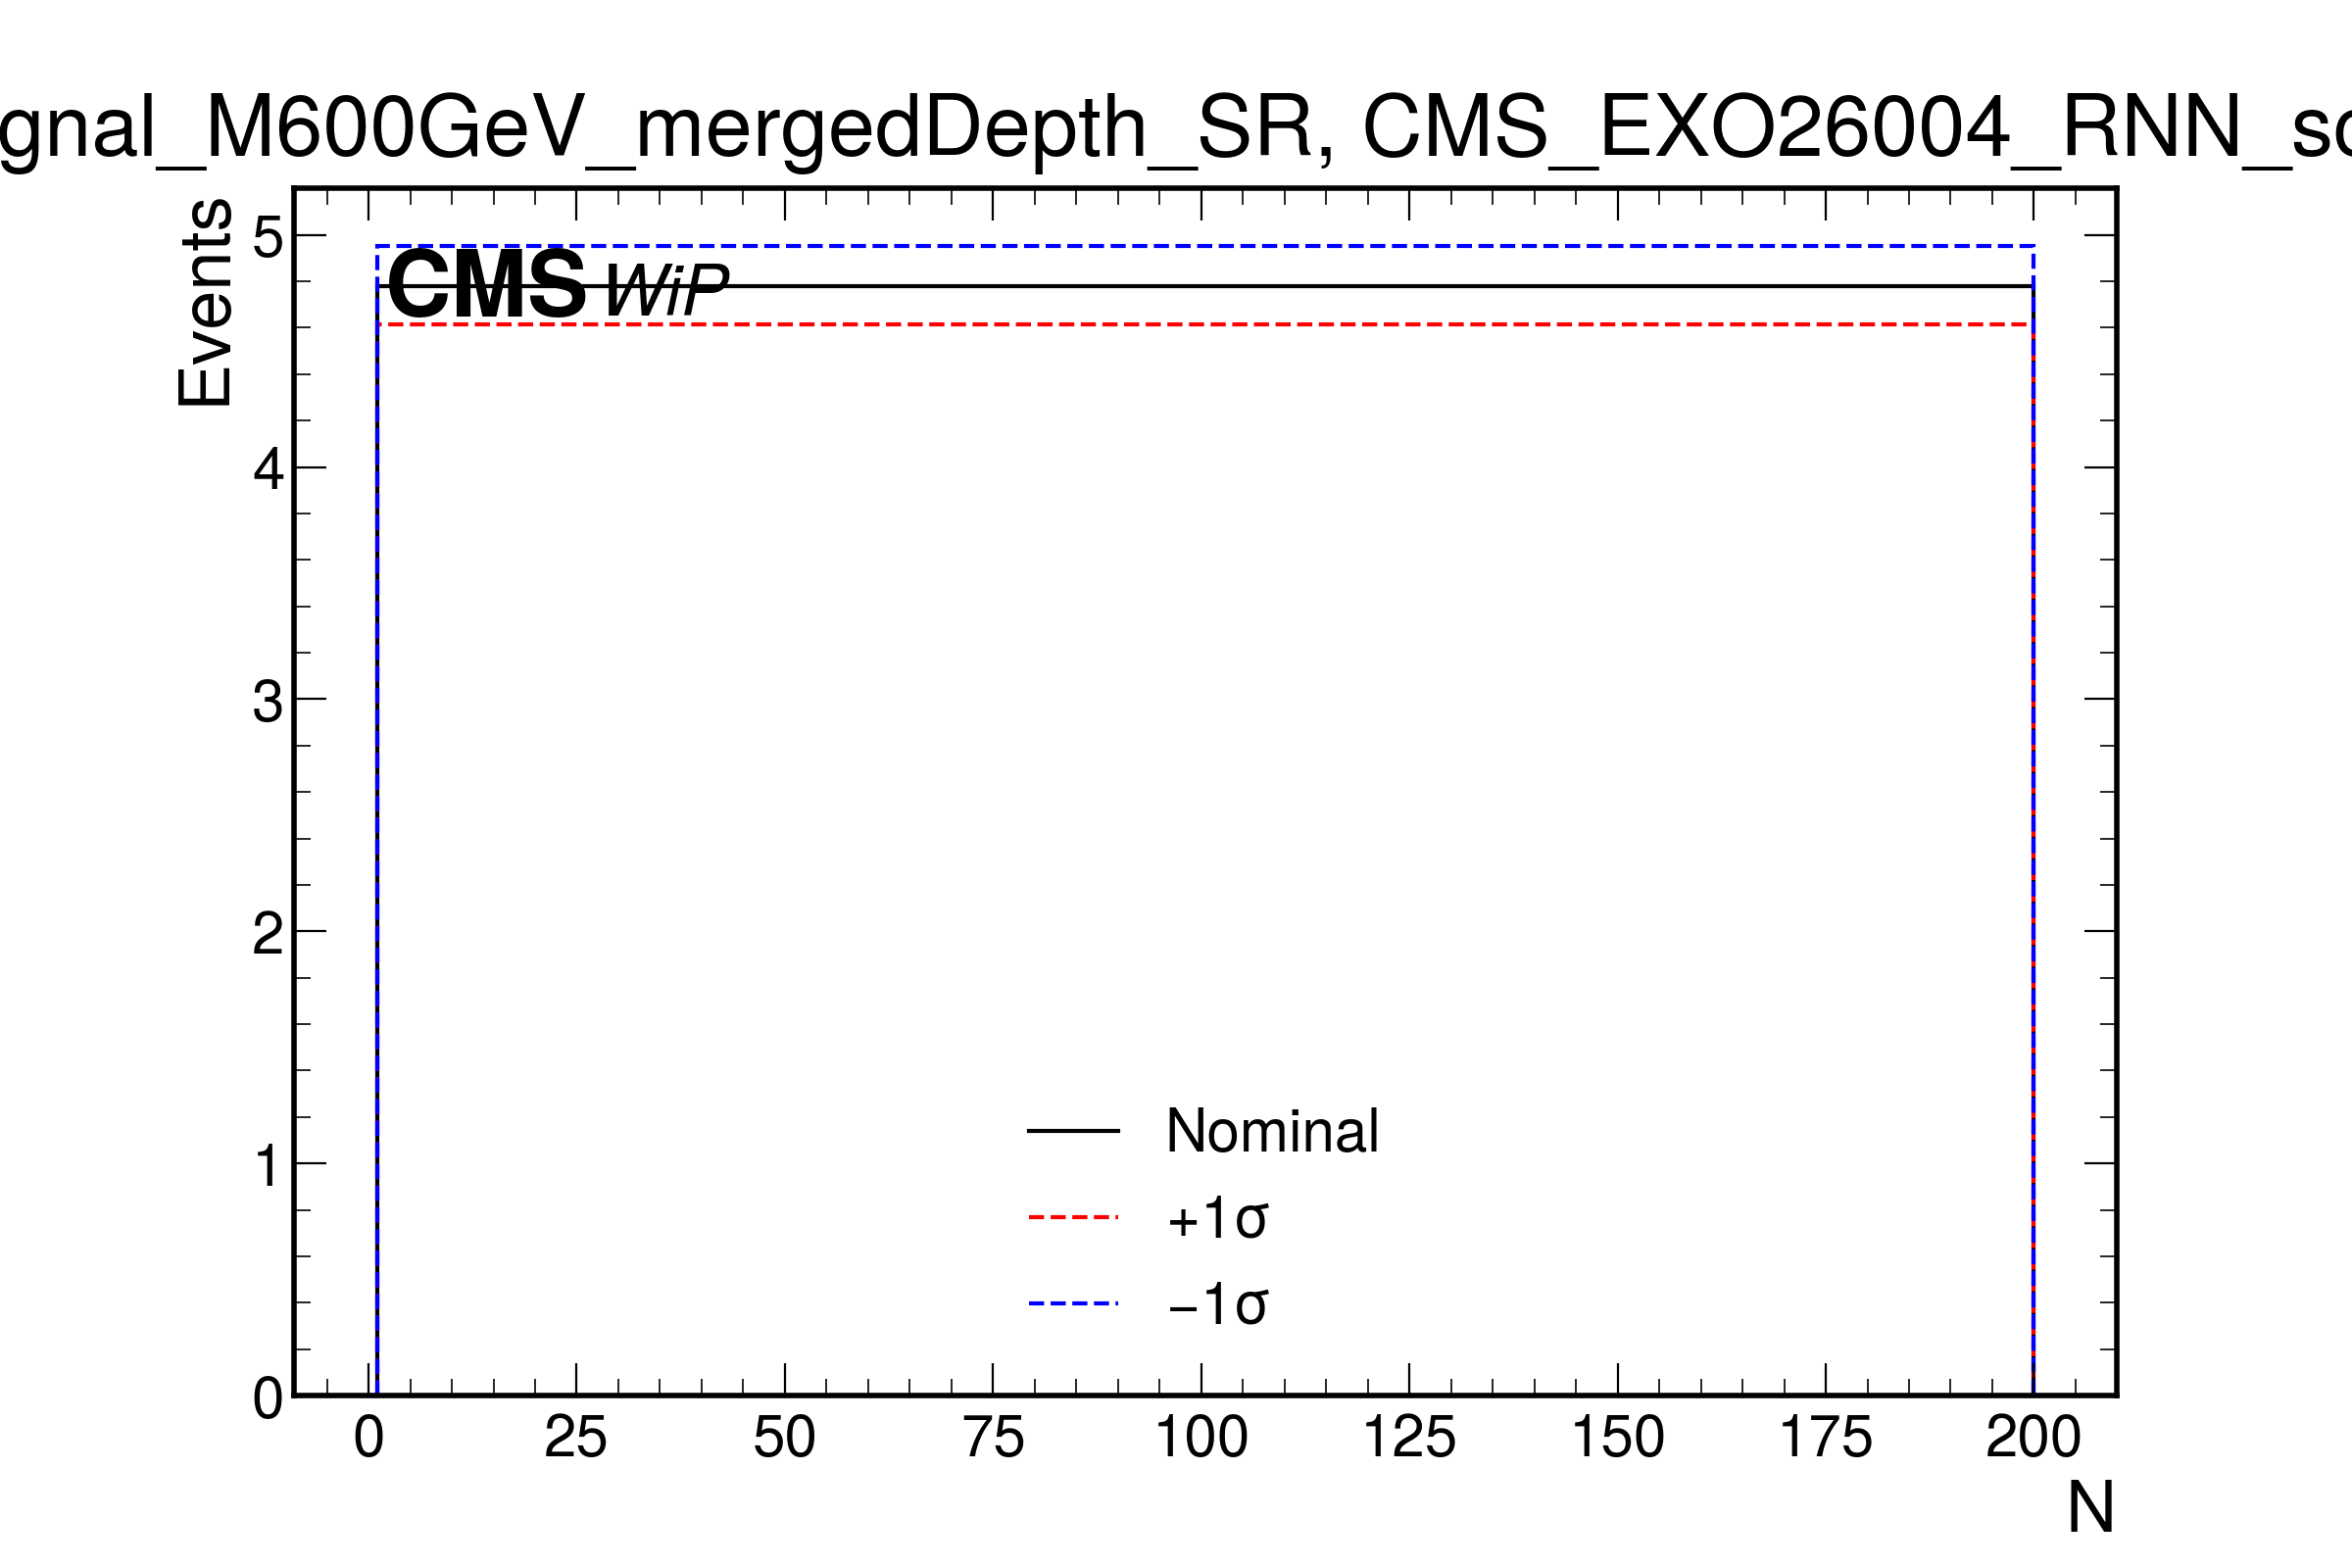 gnal_M600GeV_mergedDepth_SR, CMS_EXO26004_RNN_sc
Events
CMS WiP
5
4
3
2
1
0
Nominal
+1σ
−1σ
0 25 50 75 100 125 150 175 200
N